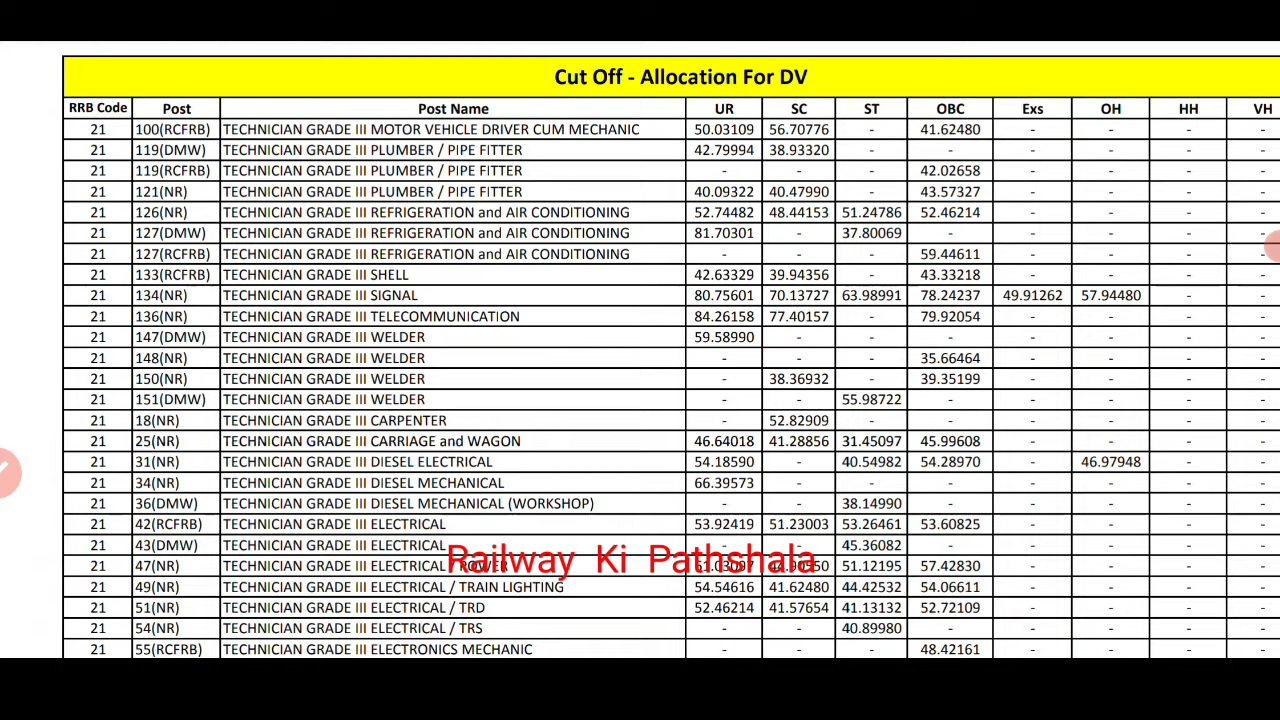 Cut Off - Allocation For DV
RRB Code Post Post Name UR SC ST OBC Exs OH HH VH
21 100(RCFRB) TECHNICIAN GRADE III MOTOR VEHICLE DRIVER CUM MECHANIC 50.03109 56.70776 - 41.62480 - - - -
21 119(DMW) TECHNICIAN GRADE III PLUMBER / PIPE FITTER 42.79994 38.93320 - - - - - -
21 119(RCFRB) TECHNICIAN GRADE III PLUMBER / PIPE FITTER - - - 42.02658 - - - -
21 121(NR) TECHNICIAN GRADE III PLUMBER / PIPE FITTER 40.09322 40.47990 - 43.57327 - - - -
21 126(NR) TECHNICIAN GRADE III REFRIGERATION and AIR CONDITIONING 52.74482 48.44153 51.24786 52.46214 - - - -
21 127(DMW) TECHNICIAN GRADE III REFRIGERATION and AIR CONDITIONING 81.70301 - 37.80069 - - - - -
21 127(RCFRB) TECHNICIAN GRADE III REFRIGERATION and AIR CONDITIONING - - - 59.44611 - - - -
21 133(RCFRB) TECHNICIAN GRADE III SHELL 42.63329 39.94356 - 43.33218 - - - -
21 134(NR) TECHNICIAN GRADE III SIGNAL 80.75601 70.13727 63.98991 78.24237 49.91262 57.94480 - -
21 136(NR) TECHNICIAN GRADE III TELECOMMUNICATION 84.26158 77.40157 - 79.92054 - - - -
21 147(DMW) TECHNICIAN GRADE III WELDER 59.58990 - - - - - - -
21 148(NR) TECHNICIAN GRADE III WELDER - - - 35.66464 - - - -
21 150(NR) TECHNICIAN GRADE III WELDER - 38.36932 - 39.35199 - - - -
21 151(DMW) TECHNICIAN GRADE III WELDER - - 55.98722 - - - - -
21 18(NR) TECHNICIAN GRADE III CARPENTER - 52.82909 - - - - - -
21 25(NR) TECHNICIAN GRADE III CARRIAGE and WAGON 46.64018 41.28856 31.45097 45.99608 - - - -
21 31(NR) TECHNICIAN GRADE III DIESEL ELECTRICAL 54.18590 - 40.54982 54.28970 - 46.97948 - -
21 34(NR) TECHNICIAN GRADE III DIESEL MECHANICAL 66.39573 - - - - - - -
21 36(DMW) TECHNICIAN GRADE III DIESEL MECHANICAL (WORKSHOP) - - 38.14990 - - - - -
21 42(RCFRB) TECHNICIAN GRADE III ELECTRICAL 53.92419 51.23003 53.26461 53.60825 - - - -
21 43(DMW) TECHNICIAN GRADE III ELECTRICAL - - 45.36082 - - - - -
Railway Ki Pathshala
21 47(NR) TECHNICIAN GRADE III ELECTRICAL / POWER 51.12195 57.42830 - - - -
21 49(NR) TECHNICIAN GRADE III ELECTRICAL / TRAIN LIGHTING 54.54616 41.62480 44.42532 54.06611 - - - -
21 51(NR) TECHNICIAN GRADE III ELECTRICAL / TRD 52.46214 41.57654 41.13132 52.72109 - - - -
21 54(NR) TECHNICIAN GRADE III ELECTRICAL / TRS - - 40.89980 - - - - -
21 55(RCFRB) TECHNICIAN GRADE III ELECTRONICS MECHANIC - - - 48.42161 - - - -